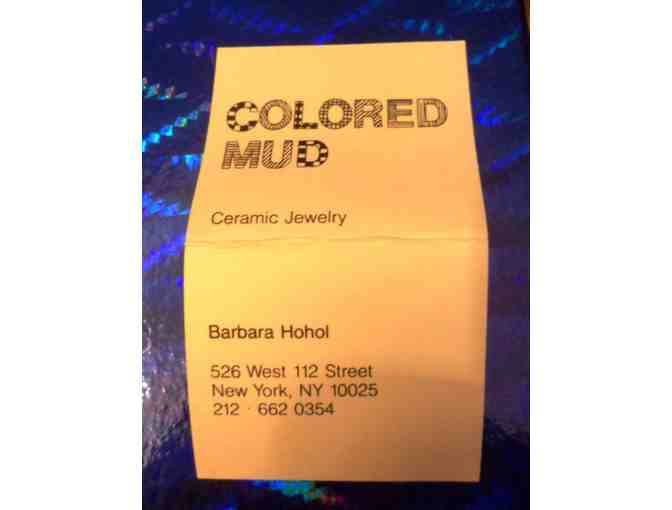 COLORED
MUD
Ceramic Jewelry
Barbara Hohol
526 West 112 Street
New York, NY 10025
212 · 662 0354